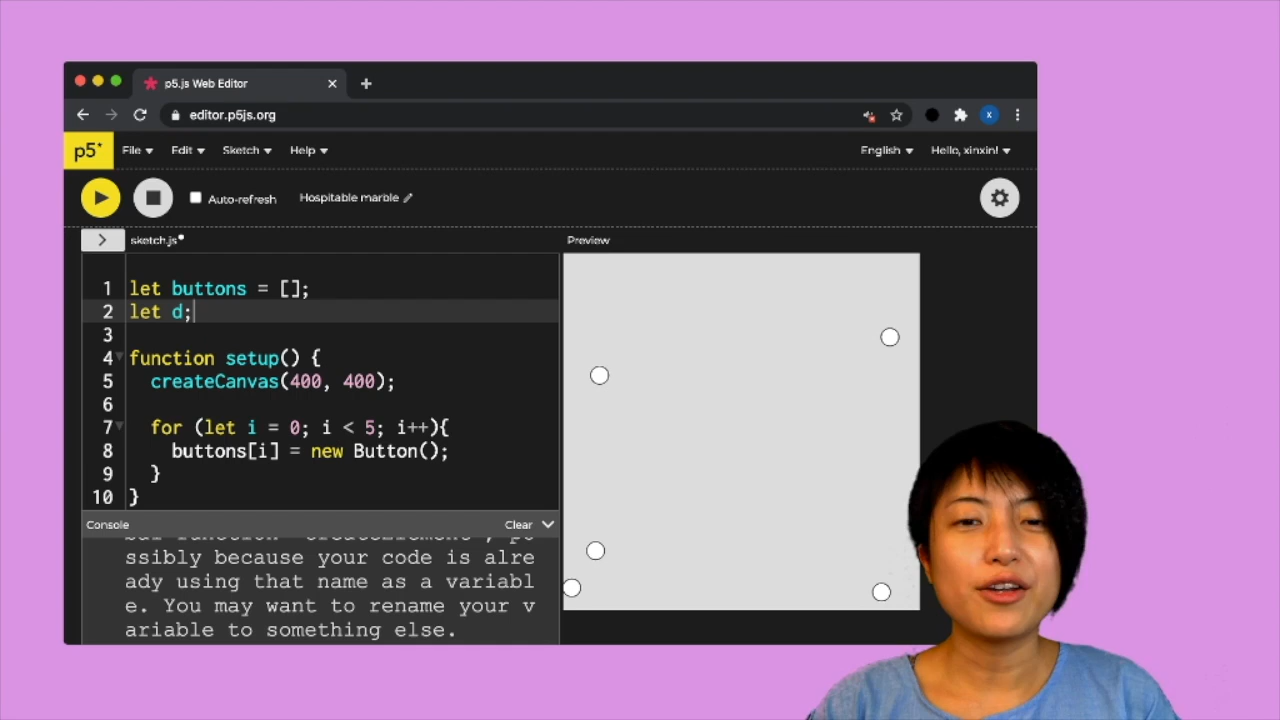 p5.js Web Editor
editor.p5js.org
x
p5* File Edit Sketch Help English Hello, xinxin!
Auto-refresh Hospitable marble
sketch.js Preview
1 let buttons = [];
2 let d;
3
4 function setup() {
5 createCanvas(400, 400);
6
7 for (let i = 0; i < 5; i++){
8 buttons[i] = new Button();
9 }
10 }
Console Clear
ssibly because your code is alre
ady using that name as a variabl
e. You may want to rename your v
ariable to something else.